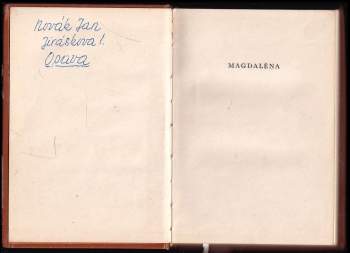 Novák Jan
Jiráskova 1.
Opava
MAGDALÉNA